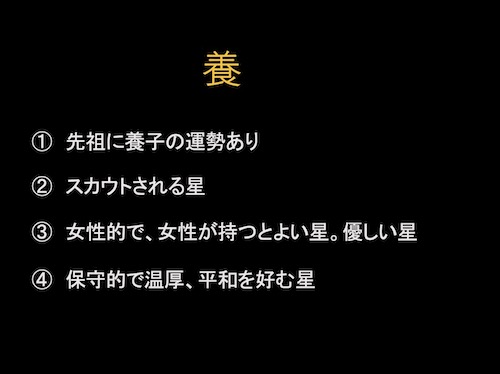 養
① 先祖に養子の運勢あり
② スカウトされる星
③ 女性的で、女性が持つとよい星。優しい星
④ 保守的で温厚、平和を好む星